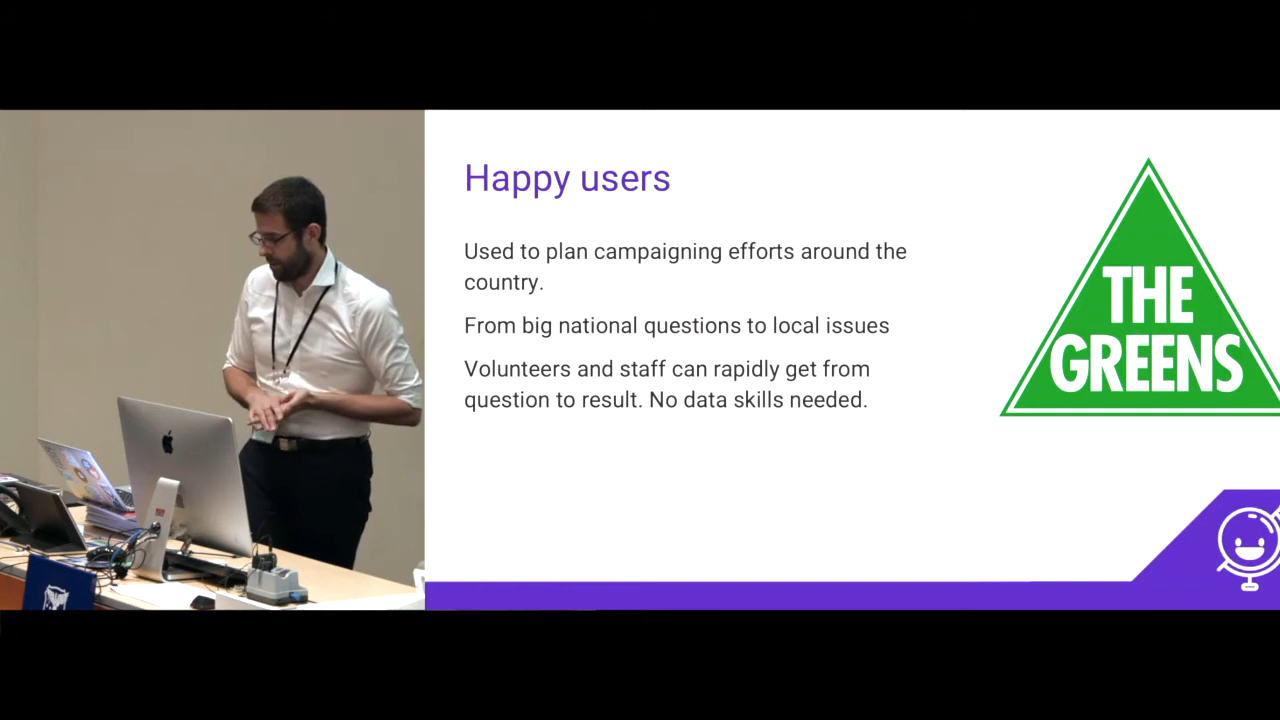 Happy users
Used to plan campaigning efforts around the
country.
From big national questions to local issues
Volunteers and staff can rapidly get from
question to result. No data skills needed.
THE
GREENS